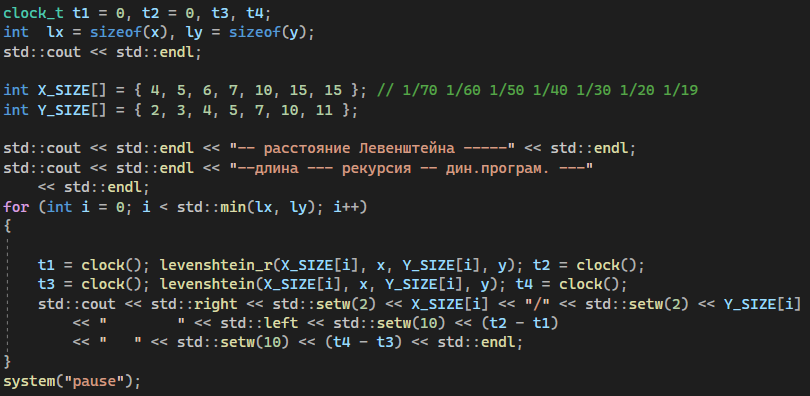 clock_t t1 = 0, t2 = 0, t3, t4;
int  lx = sizeof(x), ly = sizeof(y);
std::cout << std::endl;

int X_SIZE[] = { 4, 5, 6, 7, 10, 15, 15 }; // 1/70 1/60 1/50 1/40 1/30 1/20 1/19
int Y_SIZE[] = { 2, 3, 4, 5, 7, 10, 11 };

std::cout << std::endl << "-- расстояние Левенштейна -----" << std::endl;
std::cout << std::endl << "--длина --- рекурсия -- дин.програм. ---"
    << std::endl;
for (int i = 0; i < std::min(lx, ly); i++)
{

    t1 = clock(); levenshtein_r(X_SIZE[i], x, Y_SIZE[i], y); t2 = clock();
    t3 = clock(); levenshtein(X_SIZE[i], x, Y_SIZE[i], y); t4 = clock();
    std::cout << std::right << std::setw(2) << X_SIZE[i] << "/" << std::setw(2) << Y_SIZE[i]
        << "        " << std::left << std::setw(10) << (t2 - t1)
        << "   " << std::setw(10) << (t4 - t3) << std::endl;
}
system("pause");